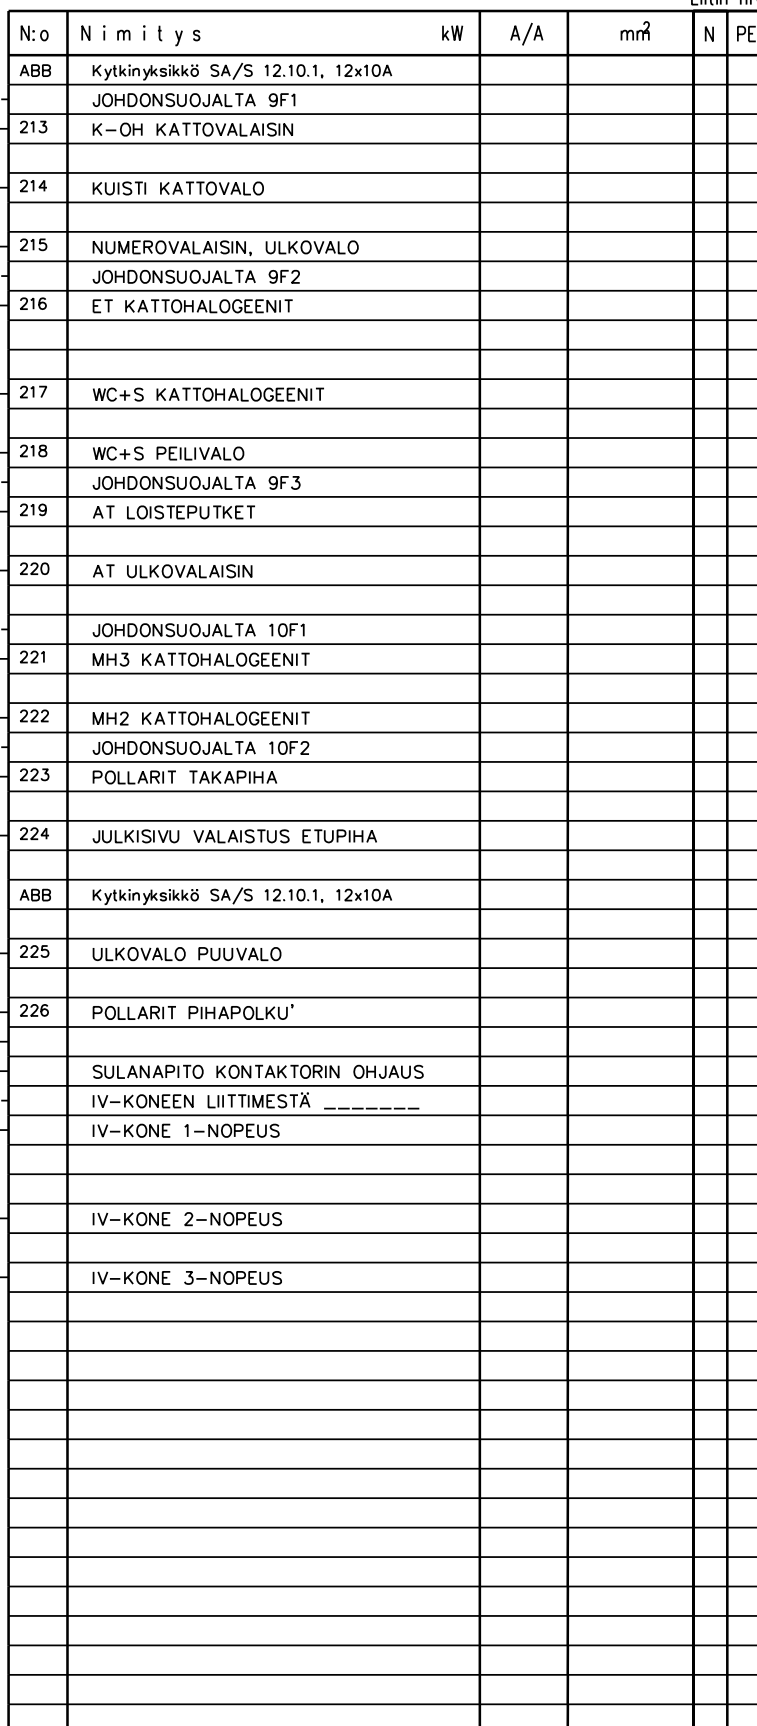 N:o Nimitys kW A/A mm² N PE
ABB Kytkinyksikkö SA/S 12.10.1, 12x10A
JOHDONSUOJALTA 9F1
213 K-OH KATTOVALAISIN
214 KUISTI KATTOVALO
215 NUMEROVALAISIN, ULKOVALO
JOHDONSUOJALTA 9F2
216 ET KATTOHALOGEENIT
217 WC+S KATTOHALOGEENIT
218 WC+S PEILIVALO
JOHDONSUOJALTA 9F3
219 AT LOISTEPUTKET
220 AT ULKOVALAISIN
JOHDONSUOJALTA 10F1
221 MH3 KATTOHALOGEENIT
222 MH2 KATTOHALOGEENIT
JOHDONSUOJALTA 10F2
223 POLLARIT TAKAPIHA
224 JULKISIVU VALAISTUS ETUPIHA
ABB Kytkinyksikkö SA/S 12.10.1, 12x10A
225 ULKOVALO PUUVALO
226 POLLARIT PIHAPOLKU'
SULANAPITO KONTAKTORIN OHJAUS
IV-KONEEN LIITTIMESTÄ _______
IV-KONE 1-NOPEUS
IV-KONE 2-NOPEUS
IV-KONE 3-NOPEUS